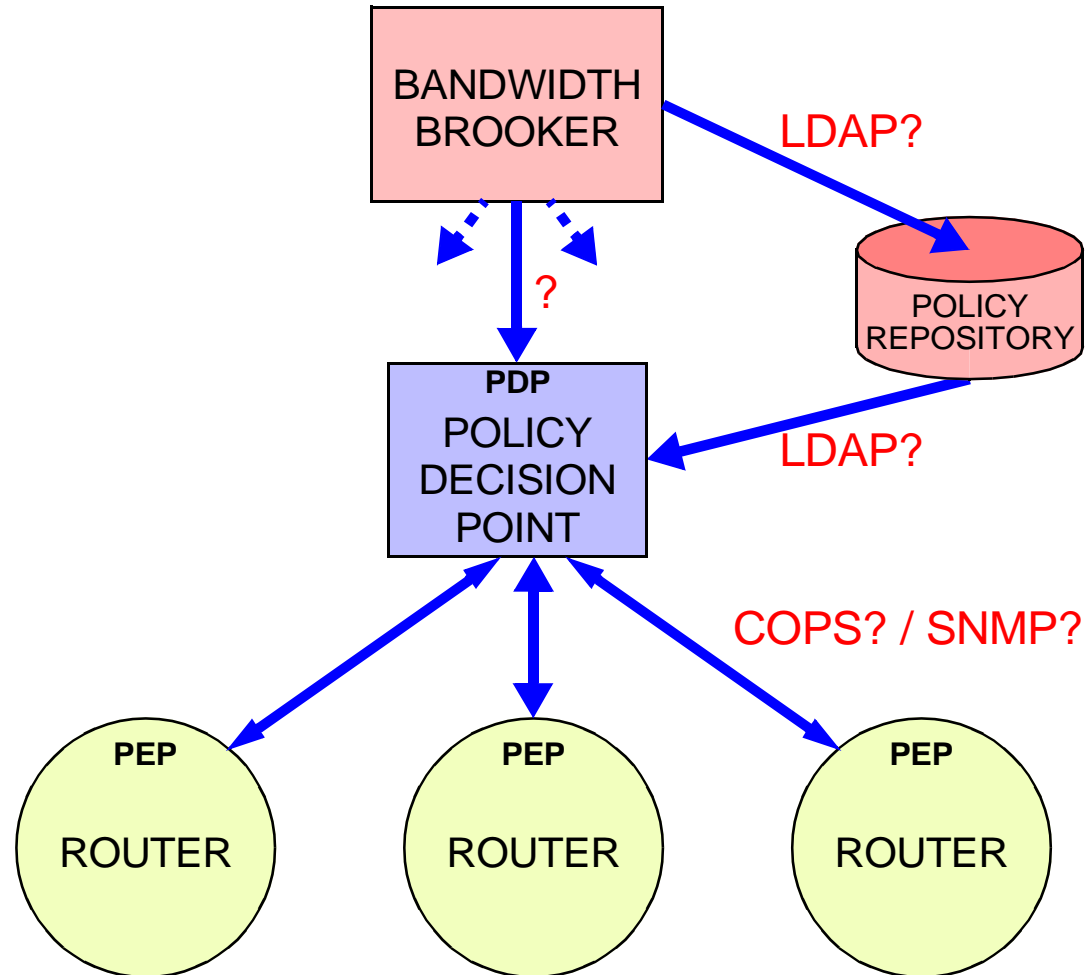 BANDWIDTH
BROOKER
LDAP?
?
POLICY
REPOSITORY
PDP
POLICY
DECISION
POINT
LDAP?
COPS? / SNMP?
PEP
ROUTER
PEP
ROUTER
PEP
ROUTER